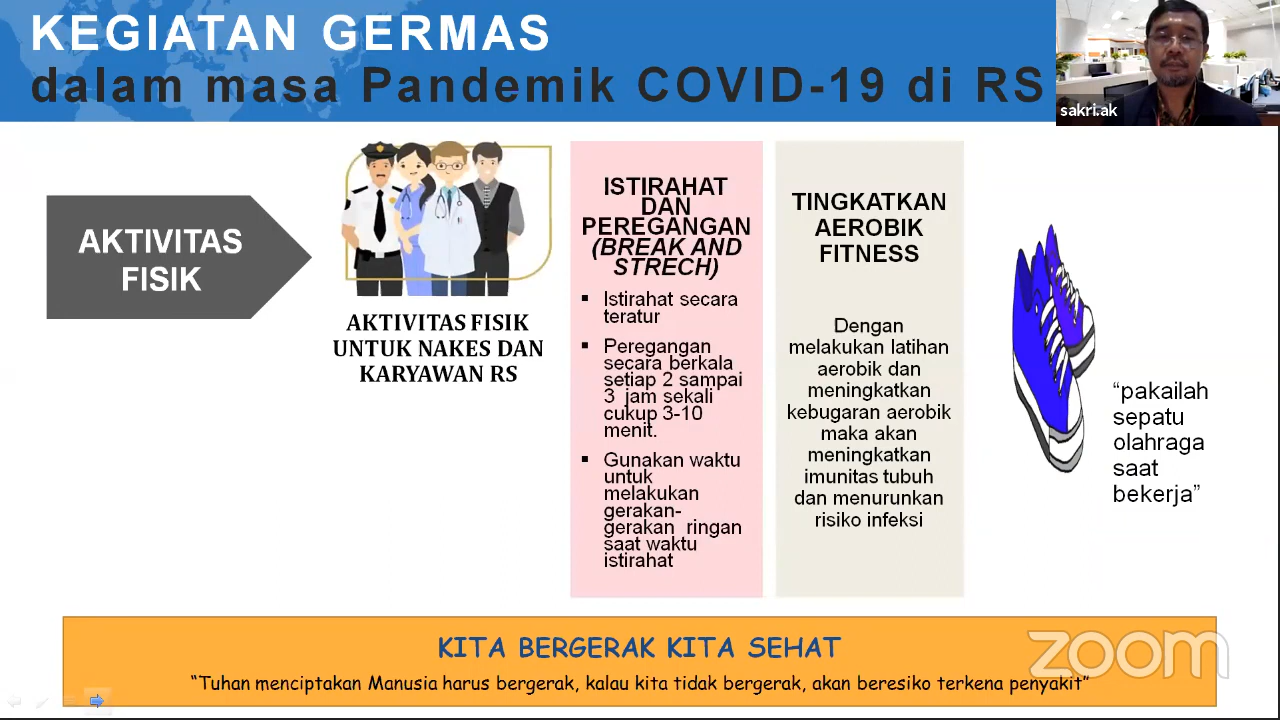 KEGIATAN GERMAS
dalam masa Pandemik COVID-19 di RS
sakri.ak
AKTIVITAS
FISIK
AKTIVITAS FISIK
UNTUK NAKES DAN
KARYAWAN RS
ISTIRAHAT
DAN
PEREGANGAN
(BREAK AND
STRECH)
▪ Istirahat secara
teratur
▪ Peregangan
secara berkala
setiap 2 sampai
3 jam sekali
cukup 3-10
menit.
▪ Gunakan waktu
untuk
melakukan
gerakan-
gerakan ringan
saat waktu
istirahat
TINGKATKAN
AEROBIK
FITNESS
Dengan
melakukan latihan
aerobik dan
meningkatkan
kebugaran aerobik
maka akan
meningkatkan
imunitas tubuh
dan menurunkan
risiko infeksi
“pakailah
sepatu
olahraga
saat
bekerja”
KITA BERGERAK KITA SEHAT
“Tuhan menciptakan Manusia harus bergerak, kalau kita tidak bergerak, akan beresiko terkena penyakit”
zoom